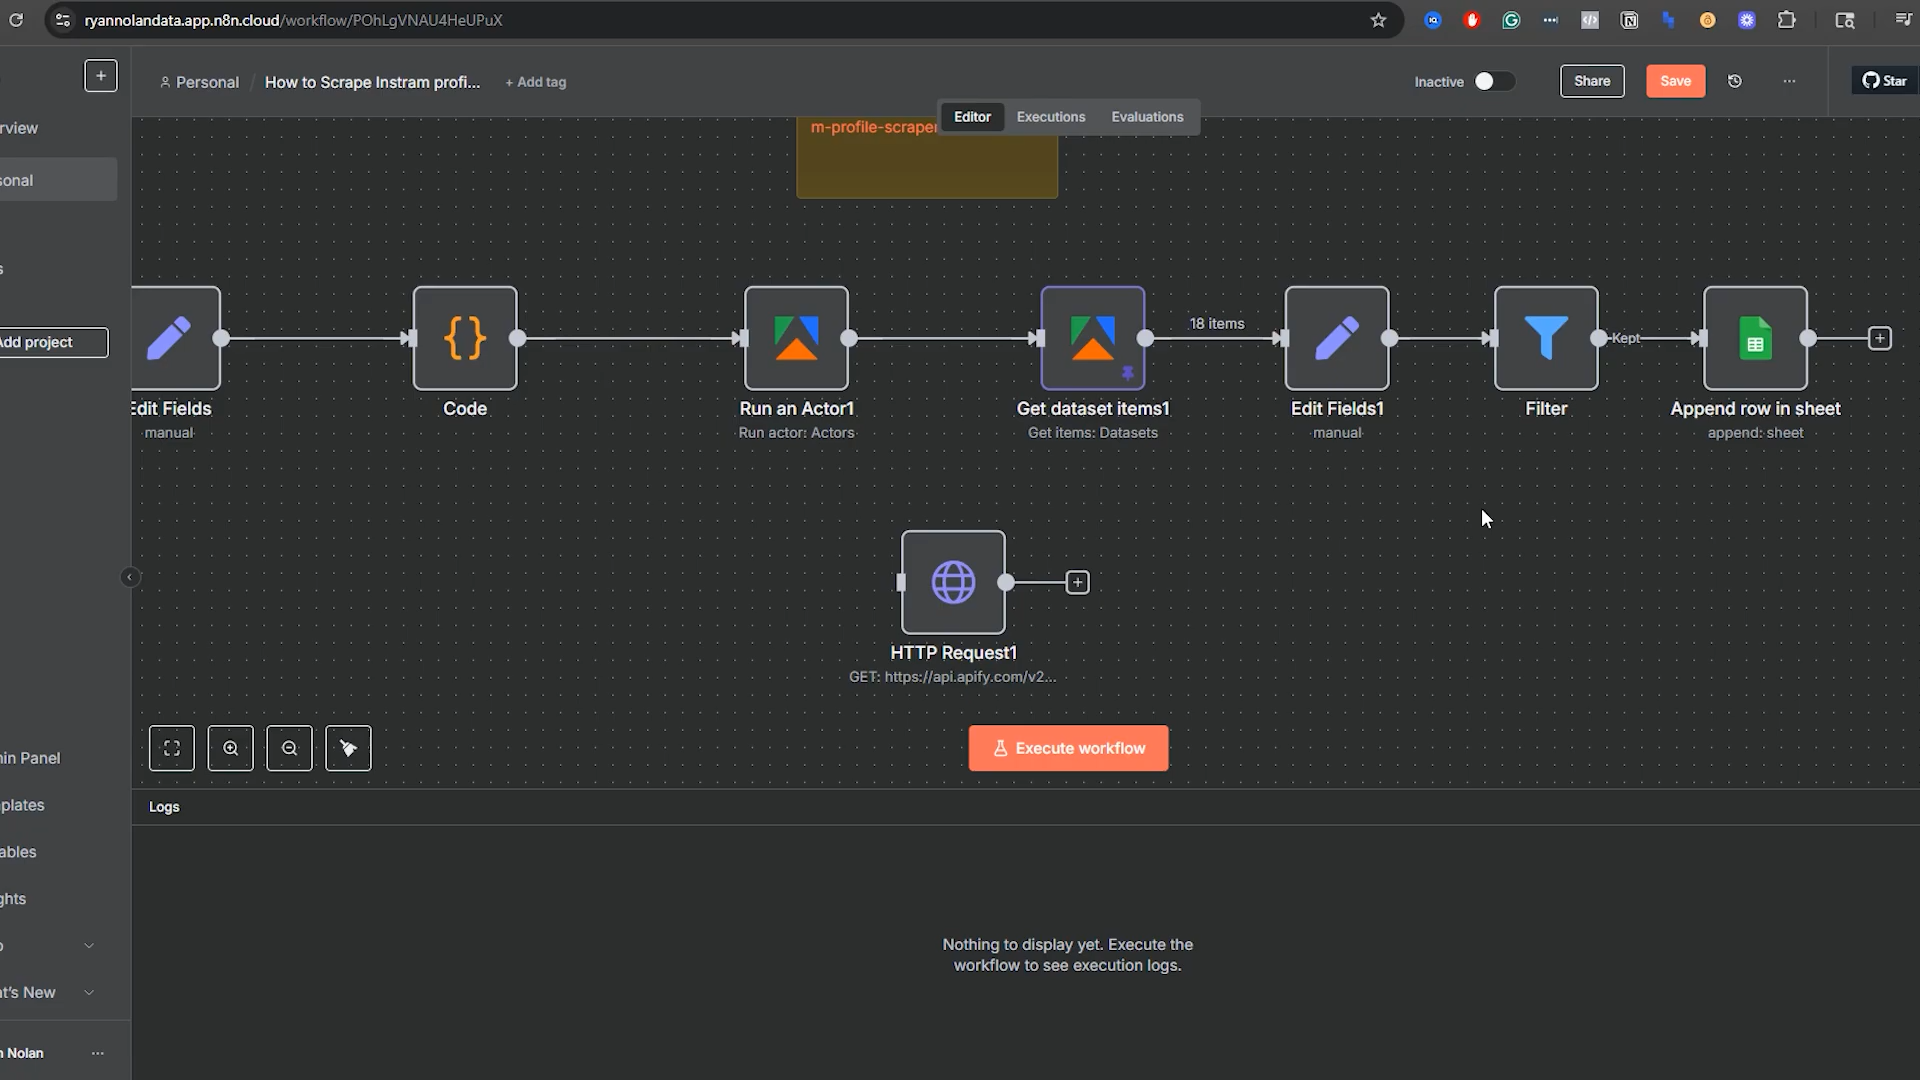 ryannolandata.app.n8n.cloud/workflow/POhLgVNAU4HeUPuX
Personal / How to Scrape Instram profi... + Add tag
Inactive
Share
Save
Star
Editor Executions Evaluations
m-profile-scraper
rview
sonal
s
Add project
18 items
Kept
Edit Fields
manual
Code
Run an Actor1
Run actor: Actors
Get dataset items1
Get items: Datasets
Edit Fields1
manual
Filter
Append row in sheet
append: sheet
HTTP Request1
GET: https://api.apify.com/v2...
Execute workflow
Logs
Nothing to display yet. Execute the
workflow to see execution logs.
min Panel
plates
ables
ghts
p
at's New
n Nolan